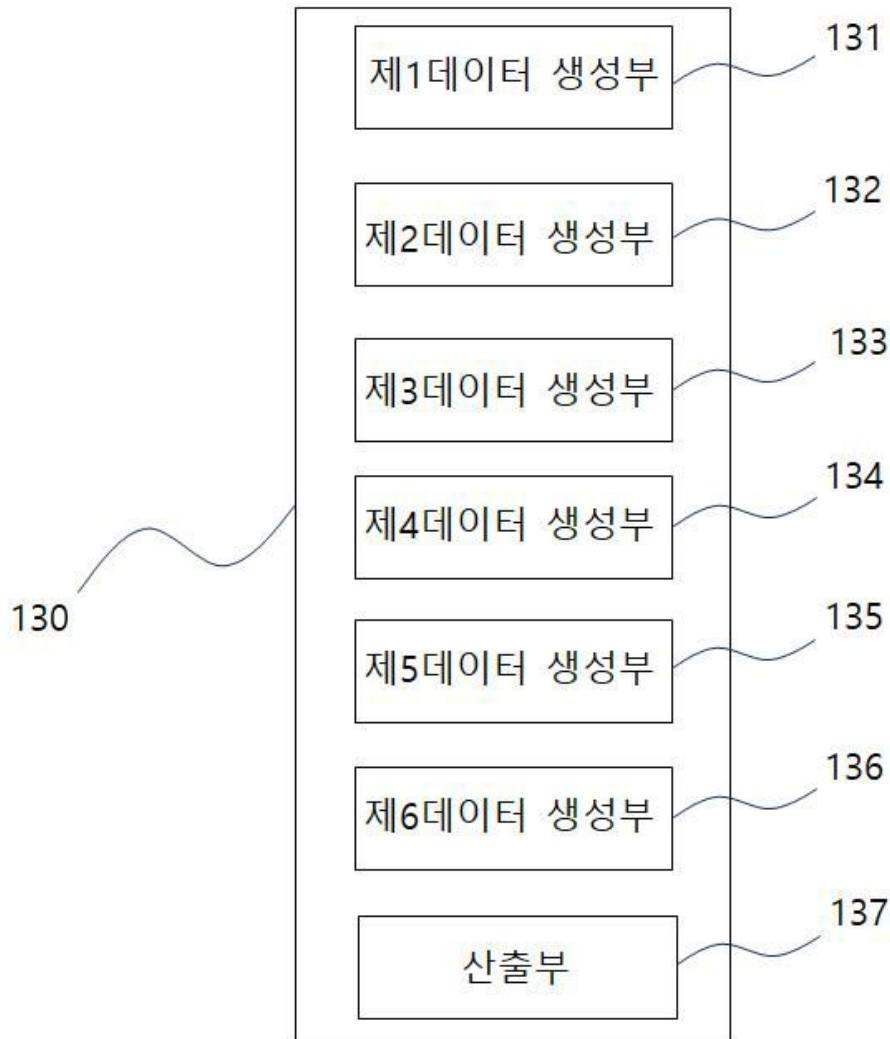 제1데이터 생성부
131
제2데이터 생성부
132
제3데이터 생성부
133
제4데이터 생성부
134
130
제5데이터 생성부
135
제6데이터 생성부
136
산출부
137